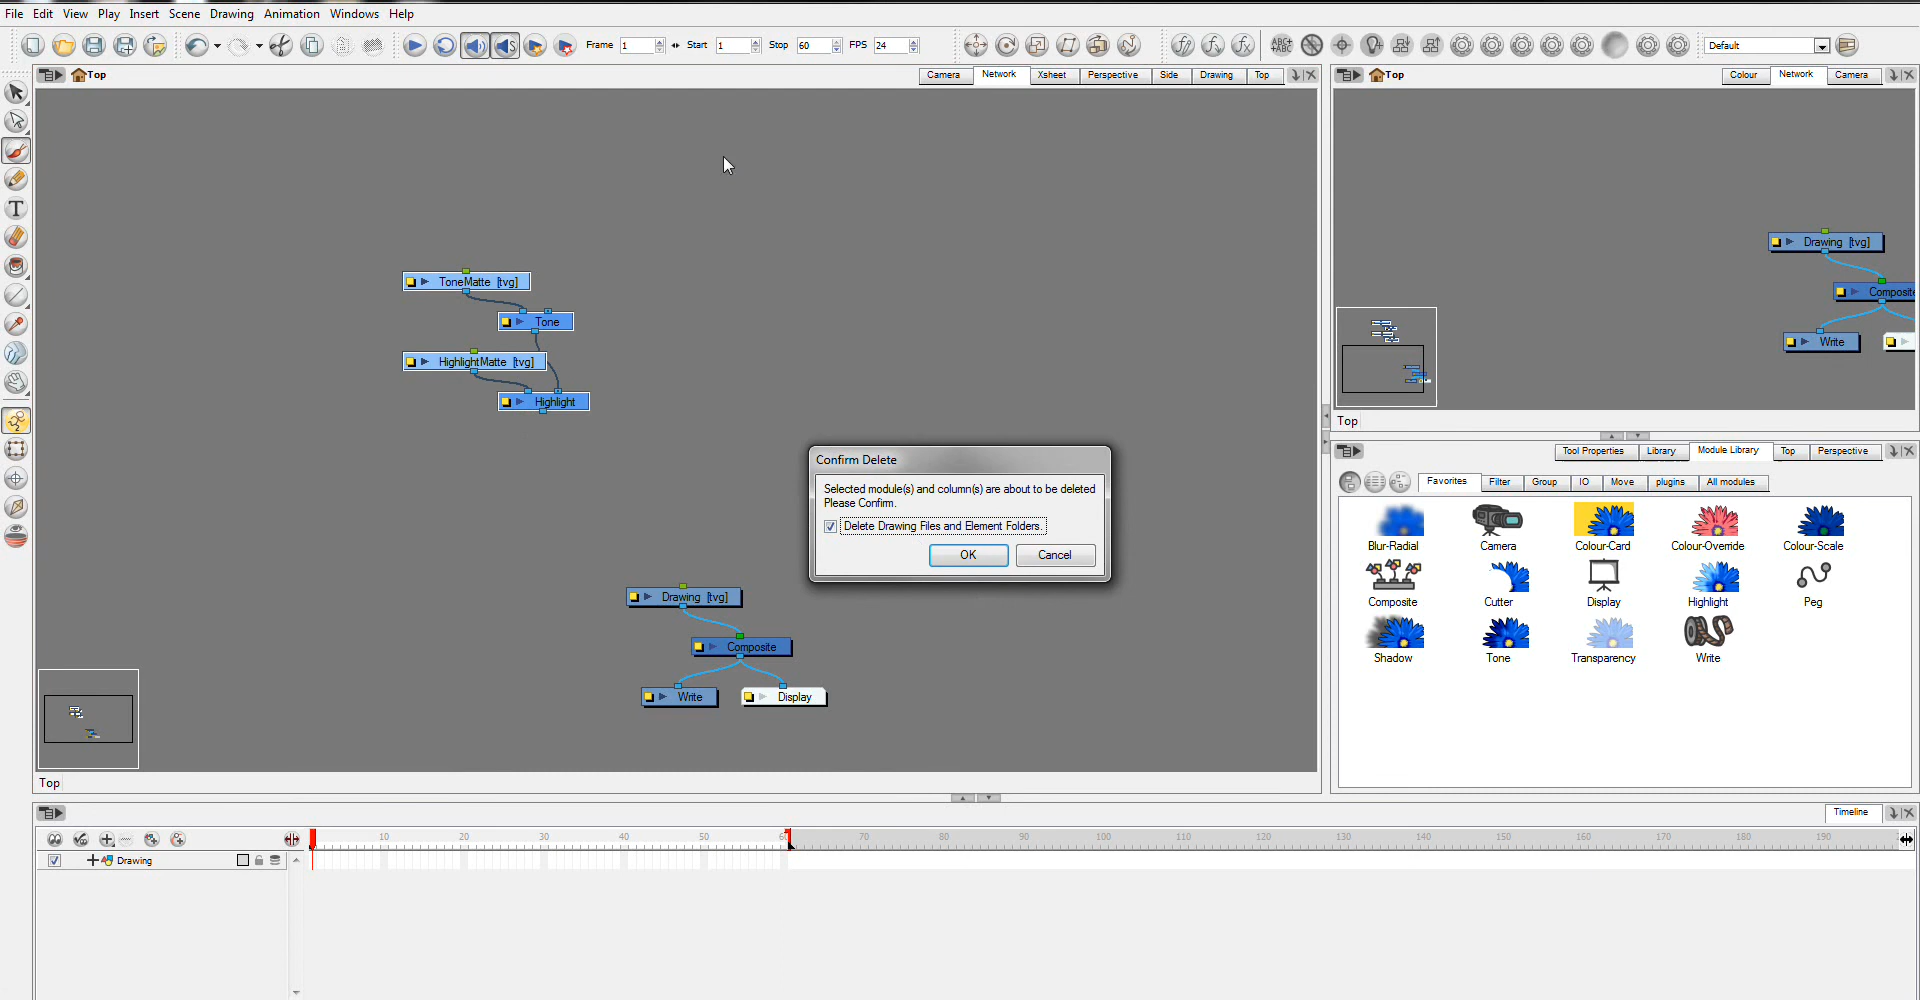 File Edit View Play Insert Scene Drawing Animation Windows Help
Frame 1 Start 1 Stop 60 FPS 24 Default
Top Camera Network Xsheet Perspective Side Drawing Top
Top Colour Network Camera
ToneMatte [tvg]
Tone
HighlightMatte [tvg]
Highlight
Drawing [tvg]
Composite
Write Display
Top
Confirm Delete
Selected module(s) and column(s) are about to be deleted
Please Confirm.
Delete Drawing Files and Element Folders.
OK Cancel
Drawing [tvg]
Composite
Write
Top
Tool Properties Library Module Library Top Perspective
Favorites Filter Group IO Move plugins All modules
Blur-Radial Camera Colour-Card Colour-Override Colour-Scale
Composite Cutter Display Highlight Peg
Shadow Tone Transparency Write
Timeline
10 20 30 40 50 60 70 80 90 100 110 120 130 140 150 160 170 180 190
Drawing